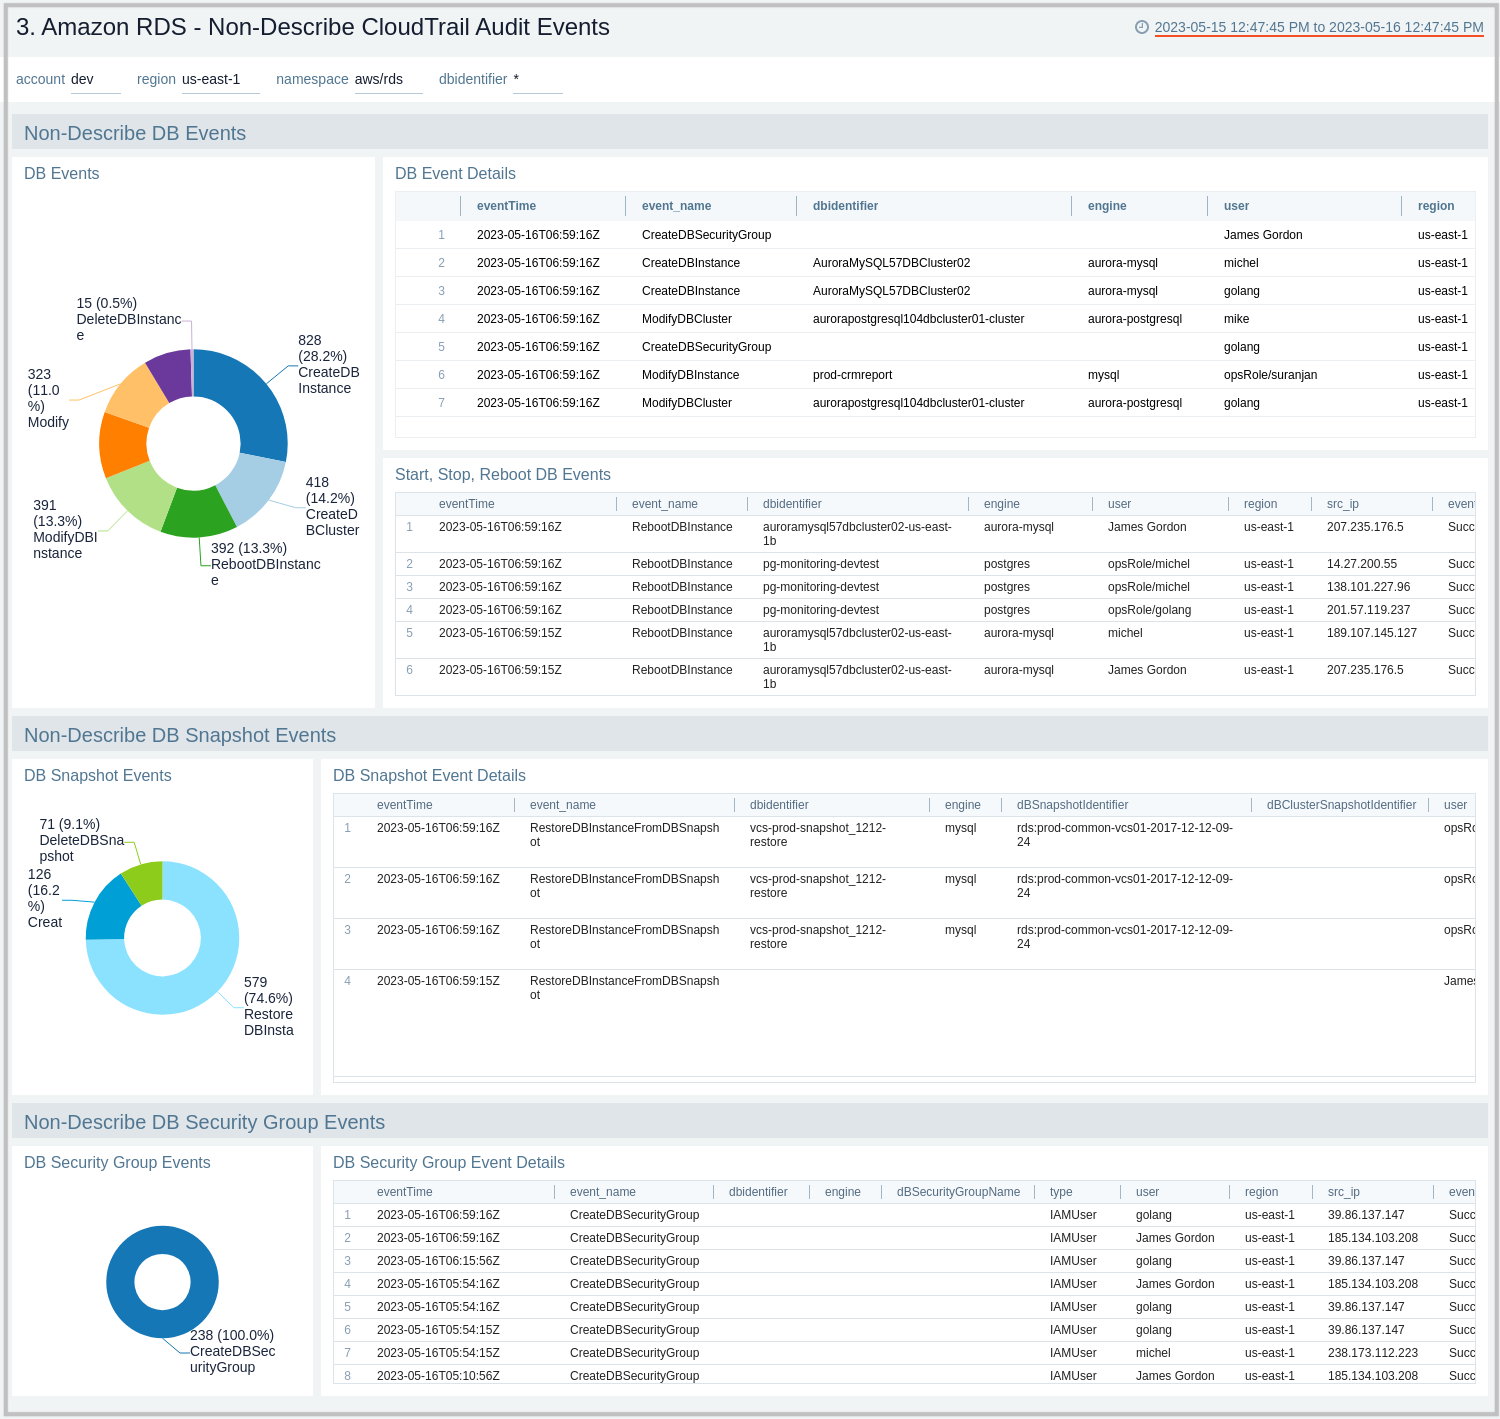 3. Amazon RDS - Non-Describe CloudTrail Audit Events
2023-05-15 12:47:45 PM to 2023-05-16 12:47:45 PM
account dev region us-east-1 namespace aws/rds dbidentifier *
Non-Describe DB Events
DB Events
15 (0.5%)
DeleteDBInstanc
e
828
(28.2%)
CreateDB
Instance
323
(11.0
%)
Modify
418
(14.2%)
CreateD
BCluster
391
(13.3%)
ModifyDBI
nstance
392 (13.3%)
RebootDBInstanc
e
DB Event Details
eventTime event_name dbidentifier engine user region
1 2023-05-16T06:59:16Z CreateDBSecurityGroup James Gordon us-east-1
2 2023-05-16T06:59:16Z CreateDBInstance AuroraMySQL57DBCluster02 aurora-mysql michel us-east-1
3 2023-05-16T06:59:16Z CreateDBInstance AuroraMySQL57DBCluster02 aurora-mysql golang us-east-1
4 2023-05-16T06:59:16Z ModifyDBCluster aurorapostgresql104dbcluster01-cluster aurora-postgresql mike us-east-1
5 2023-05-16T06:59:16Z CreateDBSecurityGroup golang us-east-1
6 2023-05-16T06:59:16Z ModifyDBInstance prod-crmreport mysql opsRole/suranjan us-east-1
7 2023-05-16T06:59:16Z ModifyDBCluster aurorapostgresql104dbcluster01-cluster aurora-postgresql golang us-east-1
Start, Stop, Reboot DB Events
eventTime event_name dbidentifier engine user region src_ip even
1 2023-05-16T06:59:16Z RebootDBInstance auroramysql57dbcluster02-us-east- aurora-mysql James Gordon us-east-1 207.235.176.5 Succ
1b
2 2023-05-16T06:59:16Z RebootDBInstance pg-monitoring-devtest postgres opsRole/michel us-east-1 14.27.200.55 Succ
3 2023-05-16T06:59:16Z RebootDBInstance pg-monitoring-devtest postgres opsRole/michel us-east-1 138.101.227.96 Succ
4 2023-05-16T06:59:16Z RebootDBInstance pg-monitoring-devtest postgres opsRole/golang us-east-1 201.57.119.237 Succ
5 2023-05-16T06:59:15Z RebootDBInstance auroramysql57dbcluster02-us-east- aurora-mysql michel us-east-1 189.107.145.127 Succ
1b
6 2023-05-16T06:59:15Z RebootDBInstance auroramysql57dbcluster02-us-east- aurora-mysql James Gordon us-east-1 207.235.176.5 Succ
1b
Non-Describe DB Snapshot Events
DB Snapshot Events
71 (9.1%)
DeleteDBSna
pshot
126
(16.2
%)
Creat
579
(74.6%)
Restore
DBInsta
DB Snapshot Event Details
eventTime event_name dbidentifier engine dBSnapshotIdentifier dBClusterSnapshotIdentifier user
1 2023-05-16T06:59:16Z RestoreDBInstanceFromDBSnapsh vcs-prod-snapshot_1212- mysql rds:prod-common-vcs01-2017-12-12-09- opsRo
ot restore 24
2 2023-05-16T06:59:16Z RestoreDBInstanceFromDBSnapsh vcs-prod-snapshot_1212- mysql rds:prod-common-vcs01-2017-12-12-09- opsRo
ot restore 24
3 2023-05-16T06:59:16Z RestoreDBInstanceFromDBSnapsh vcs-prod-snapshot_1212- mysql rds:prod-common-vcs01-2017-12-12-09- opsRo
ot restore 24
4 2023-05-16T06:59:15Z RestoreDBInstanceFromDBSnapsh James
ot
Non-Describe DB Security Group Events
DB Security Group Events
238 (100.0%)
CreateDBSec
urityGroup
DB Security Group Event Details
eventTime event_name dbidentifier engine dBSecurityGroupName type user region src_ip even
1 2023-05-16T06:59:16Z CreateDBSecurityGroup IAMUser golang us-east-1 39.86.137.147 Succ
2 2023-05-16T06:59:16Z CreateDBSecurityGroup IAMUser James Gordon us-east-1 185.134.103.208 Succ
3 2023-05-16T06:15:56Z CreateDBSecurityGroup IAMUser golang us-east-1 39.86.137.147 Succ
4 2023-05-16T05:54:16Z CreateDBSecurityGroup IAMUser James Gordon us-east-1 185.134.103.208 Succ
5 2023-05-16T05:54:16Z CreateDBSecurityGroup IAMUser golang us-east-1 39.86.137.147 Succ
6 2023-05-16T05:54:15Z CreateDBSecurityGroup IAMUser golang us-east-1 39.86.137.147 Succ
7 2023-05-16T05:54:15Z CreateDBSecurityGroup IAMUser michel us-east-1 238.173.112.223 Succ
8 2023-05-16T05:10:56Z CreateDBSecurityGroup IAMUser James Gordon us-east-1 185.134.103.208 Succ